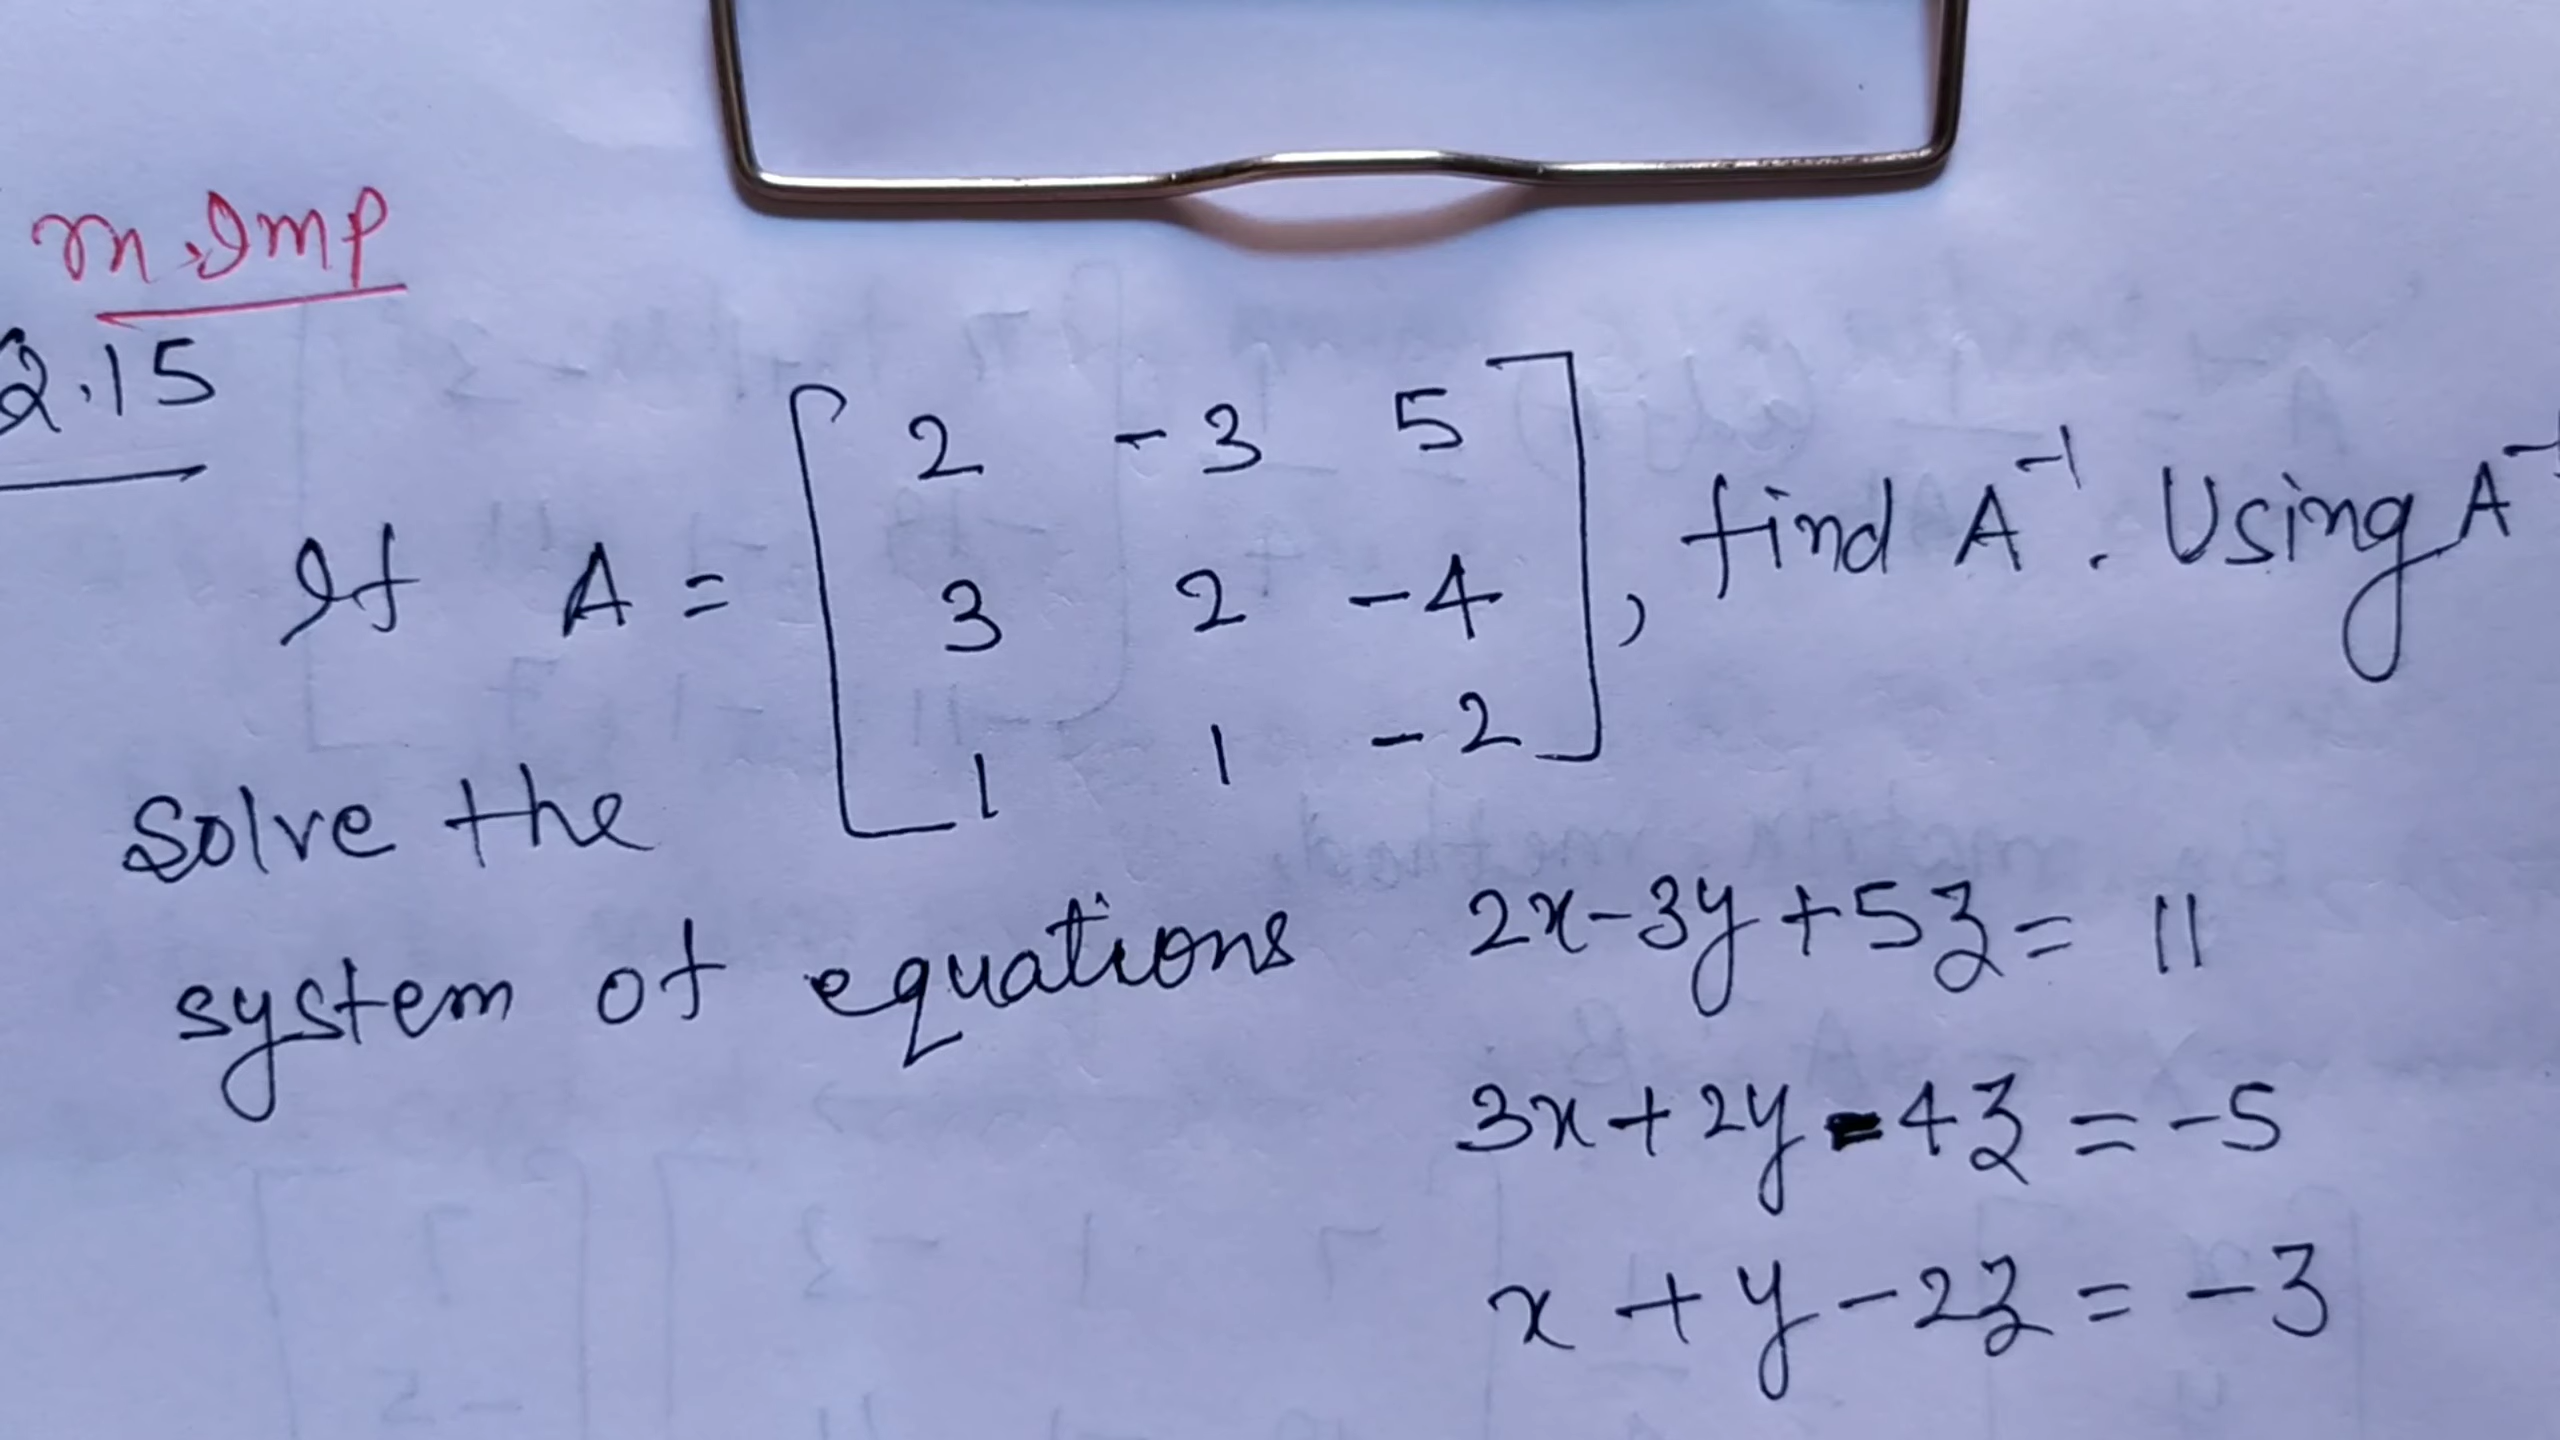 m.Imp
Q.15
If A = [ 2 -3 5
3 2 -4
1 1 -2 ], find A⁻¹. Using A⁻¹
solve the
system of equations 2x-3y+5z = 11
3x+2y-4z = -5
x+y-2z = -3